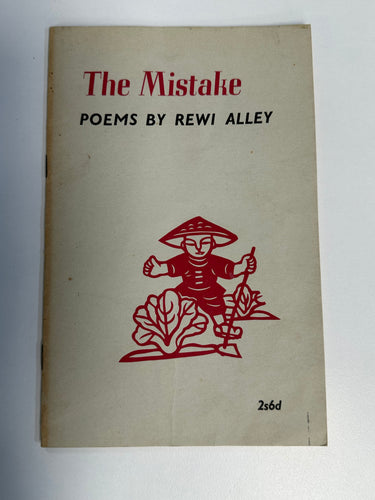 The Mistake
POEMS BY REWI ALLEY
2s6d